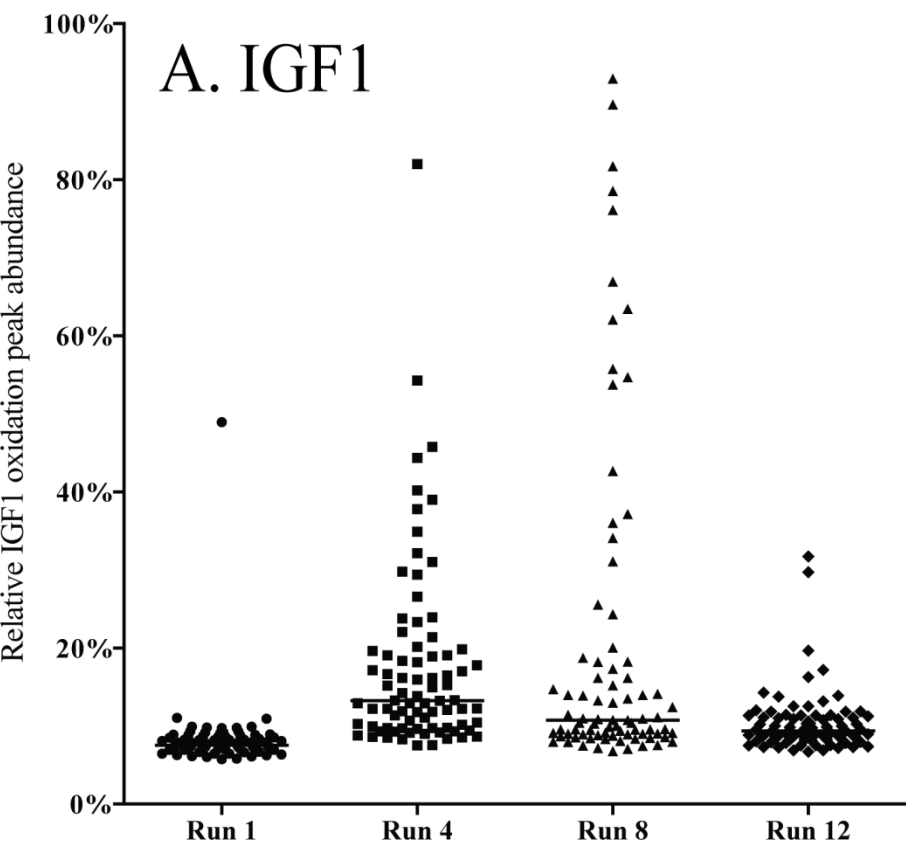 A. IGF1
Relative IGF1 oxidation peak abundance
100%
80%
60%
40%
20%
0%
Run 1
Run 4
Run 8
Run 12